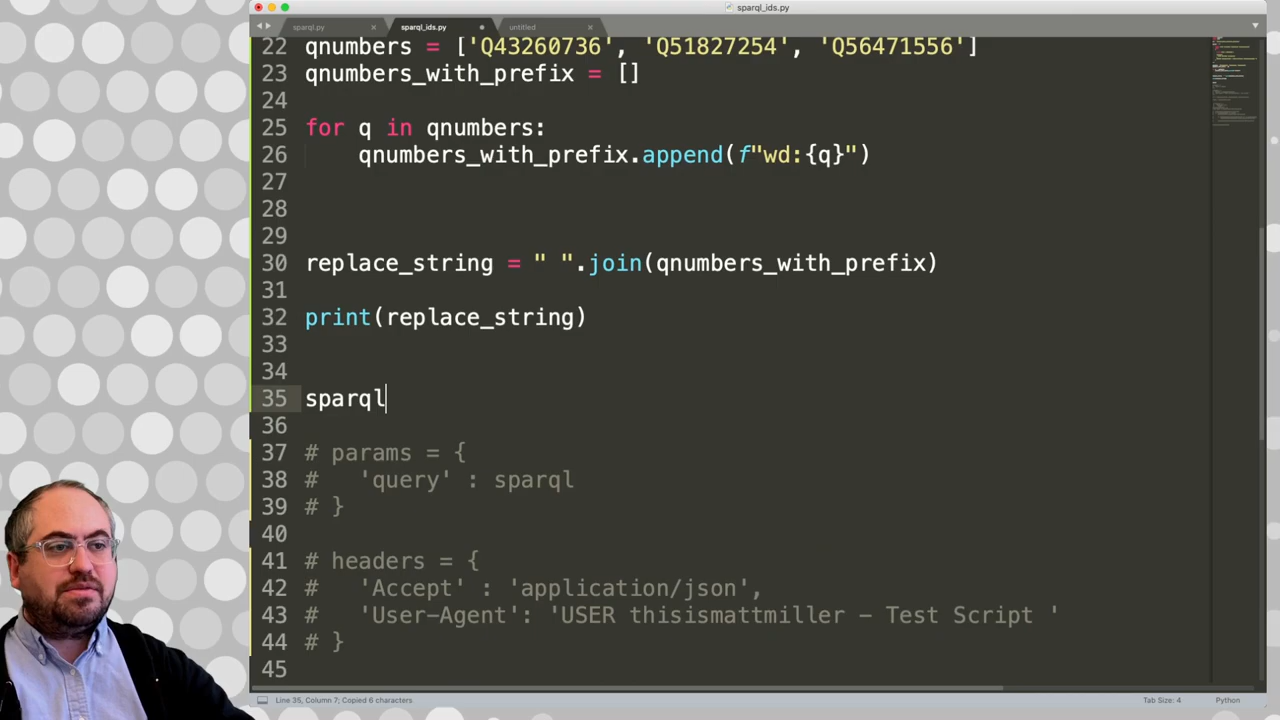 sparql_ids.py
sparql.py
sparql_ids.py
untitled
22 qnumbers = ['Q43260736', 'Q51827254', 'Q56471556']
23 qnumbers_with_prefix = []
24
25 for q in qnumbers:
26 qnumbers_with_prefix.append(f"wd:{q}")
27
28
29
30 replace_string = " ".join(qnumbers_with_prefix)
31
32 print(replace_string)
33
34
35 sparql
36
37 # params = {
38 # 'query' : sparql
39 # }
40
41 # headers = {
42 # 'Accept' : 'application/json',
43 # 'User-Agent': 'USER thisismattmiller - Test Script '
44 # }
45
Line 35, Column 7; Copied 6 characters
Tab Size: 4
Python